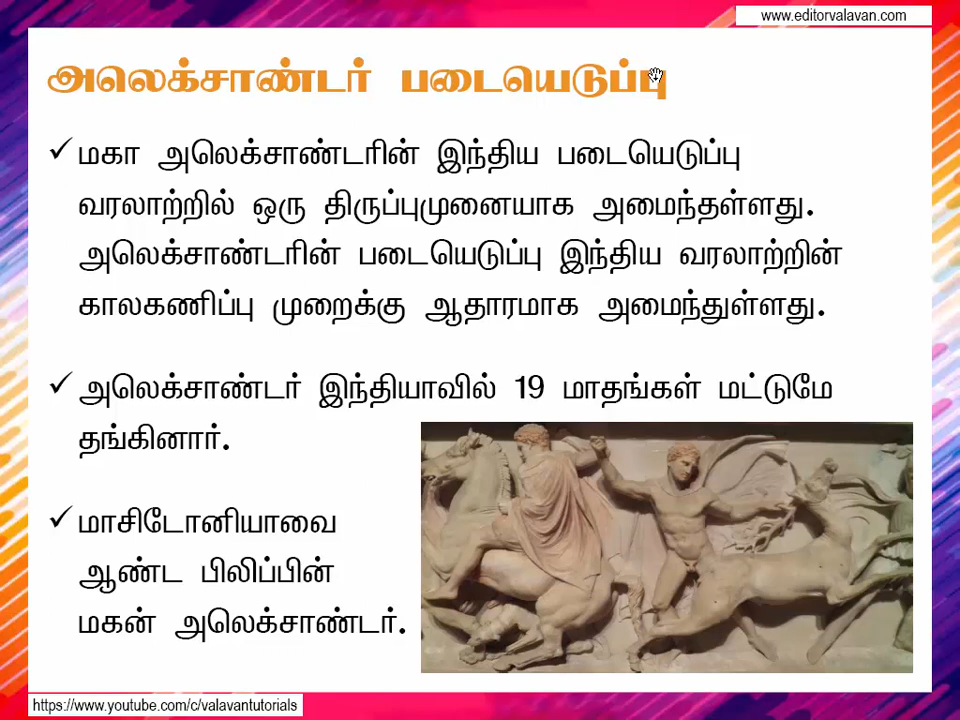 www.editorvalavan.com
அலெக்சாண்டர் படையெடுப்பு
✓ மகா அலெக்சாண்டரின் இந்திய படையெடுப்பு
வரலாற்றில் ஒரு திருப்புமுனையாக அமைந்தள்ளது.
அலெக்சாண்டரின் படையெடுப்பு இந்திய வரலாற்றின்
காலகணிப்பு முறைக்கு ஆதாரமாக அமைந்துள்ளது.
✓ அலெக்சாண்டர் இந்தியாவில் 19 மாதங்கள் மட்டுமே
தங்கினார்.
✓ மாசிடோனியாவை
ஆண்ட பிலிப்பின்
மகன் அலெக்சாண்டர்.
https://www.youtube.com/c/valavantutorials